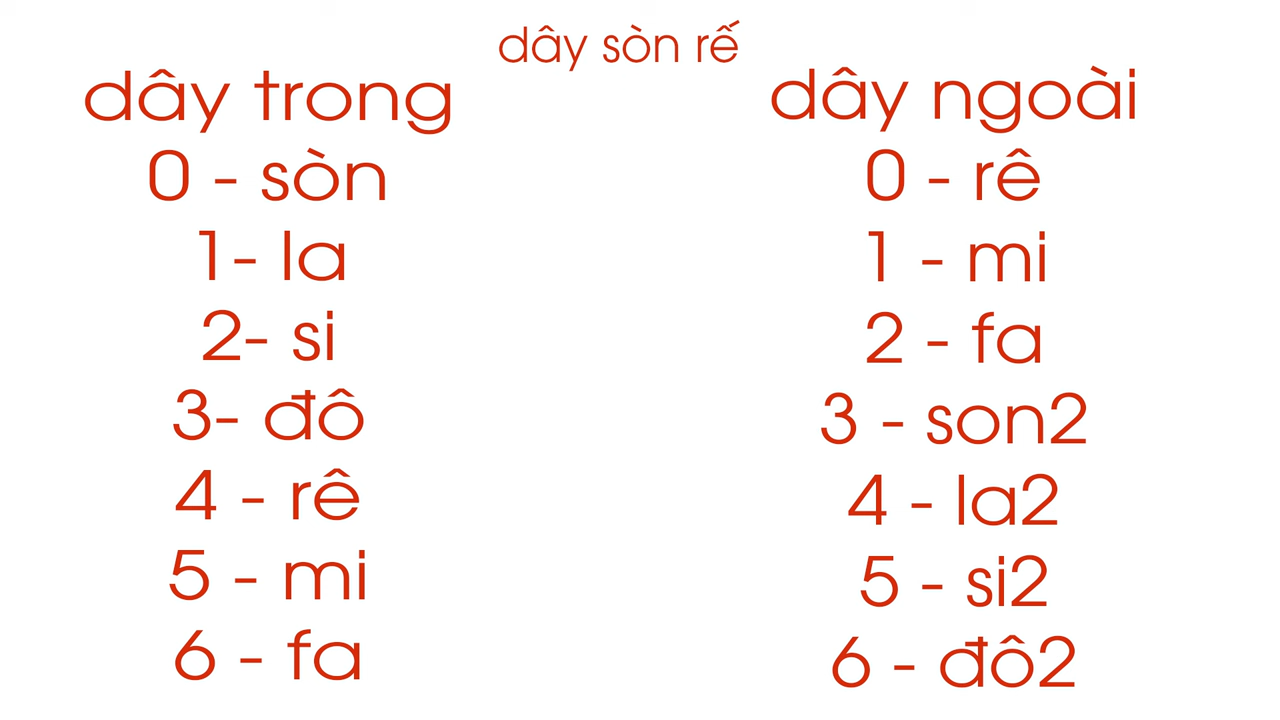 dây sòn rế
dây trong
0 - sòn
1- la
2- si
3- đô
4 - rê
5 - mi
6 - fa
dây ngoài
0 - rê
1 - mi
2 - fa
3 - son2
4 - la2
5 - si2
6 - đô2